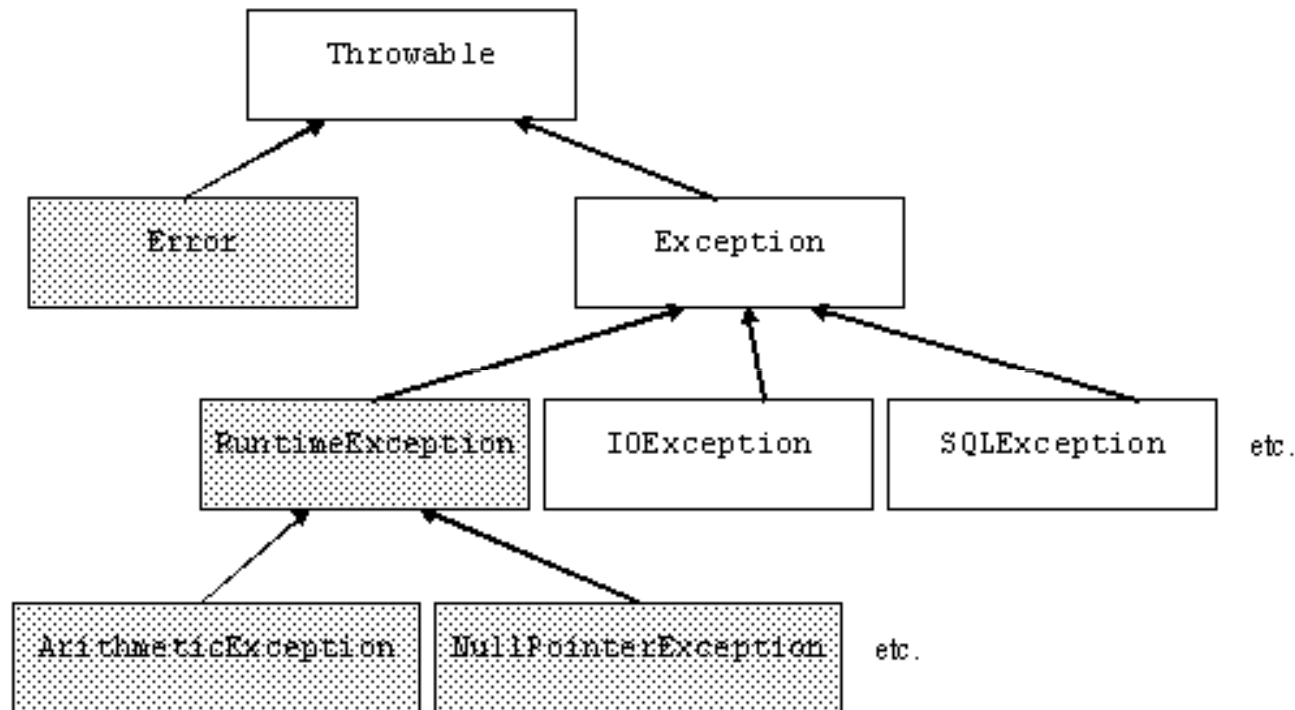 Throwable
Error
Exception
RuntimeException
IOException
SQLException
etc.
ArithmeticException
NullPointerException
etc.